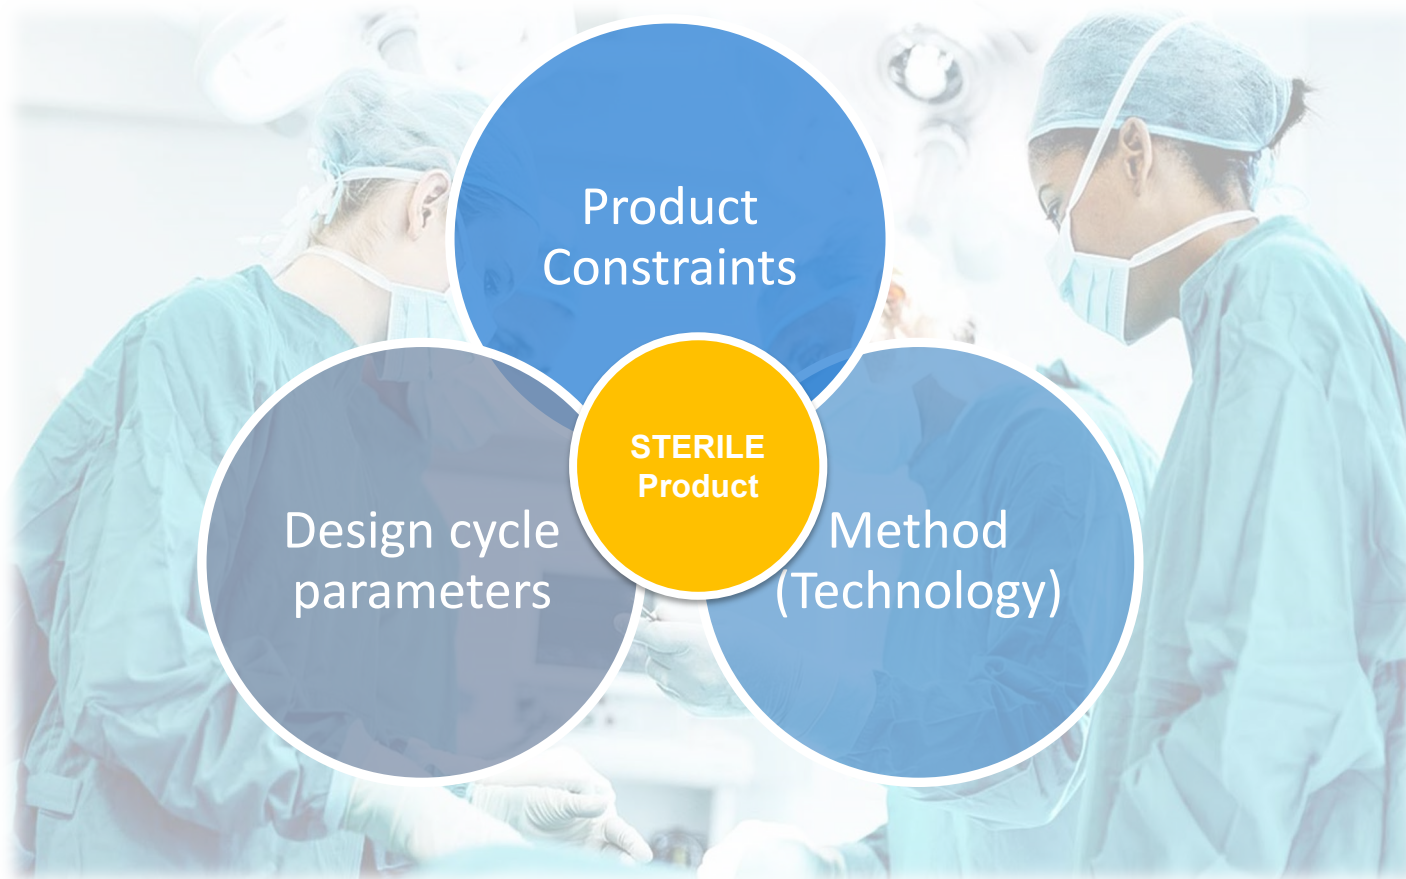 Product
Constraints
STERILE
Product
Design cycle
parameters
Method
(Technology)